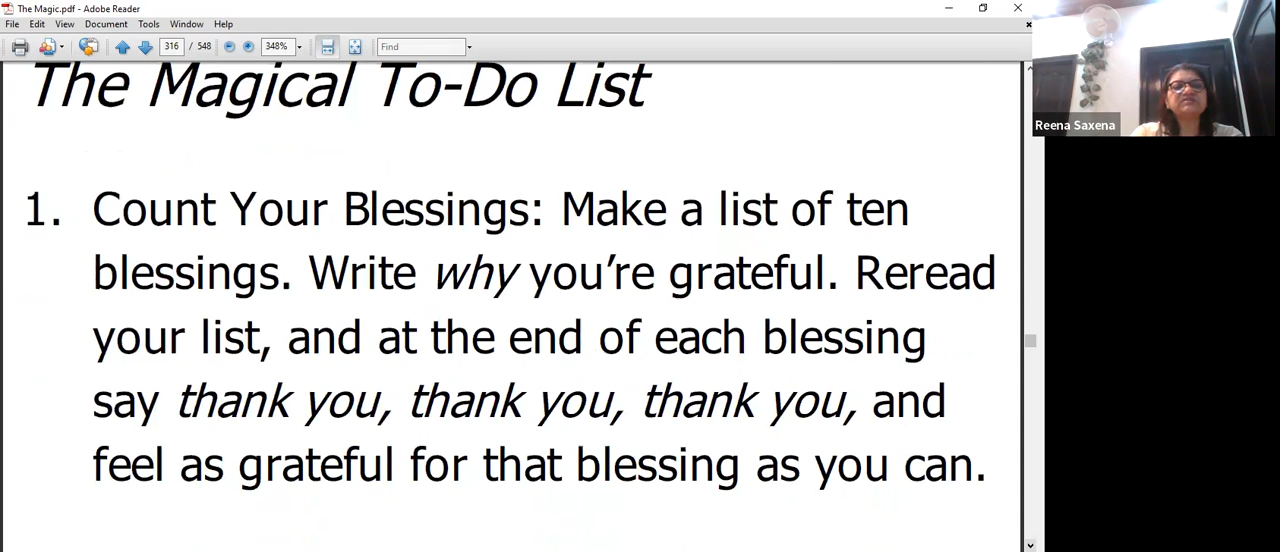 The Magic.pdf - Adobe Reader
File Edit View Document Tools Window Help
316 / 548 348% Find
The Magical To-Do List
Reena Saxena
1. Count Your Blessings: Make a list of ten
blessings. Write why you’re grateful. Reread
your list, and at the end of each blessing
say thank you, thank you, thank you, and
feel as grateful for that blessing as you can.